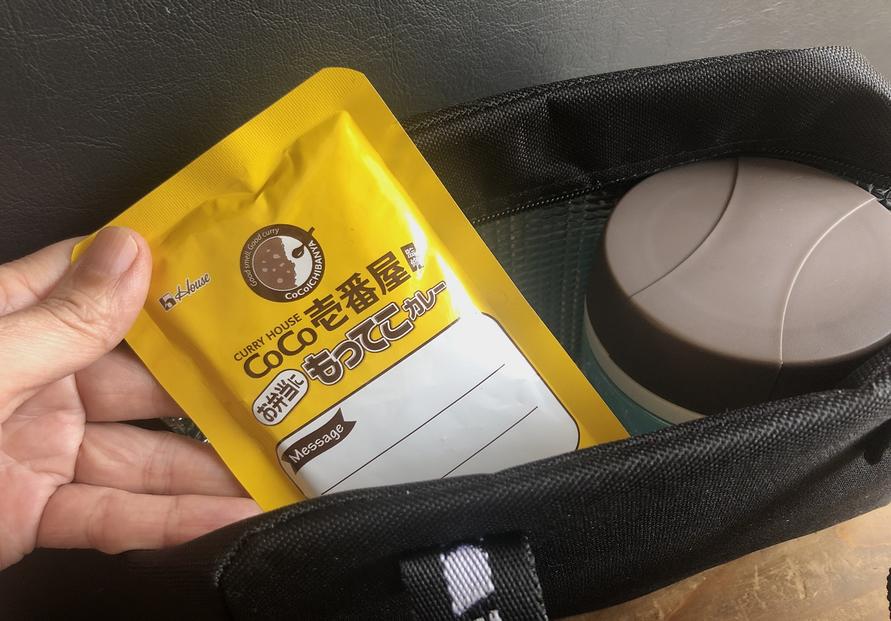 House
Good smell, Good curry
CoCoICHIBANYA
CURRY HOUSE
CoCo壱番屋監修
お弁当に
もってこカレー
Message